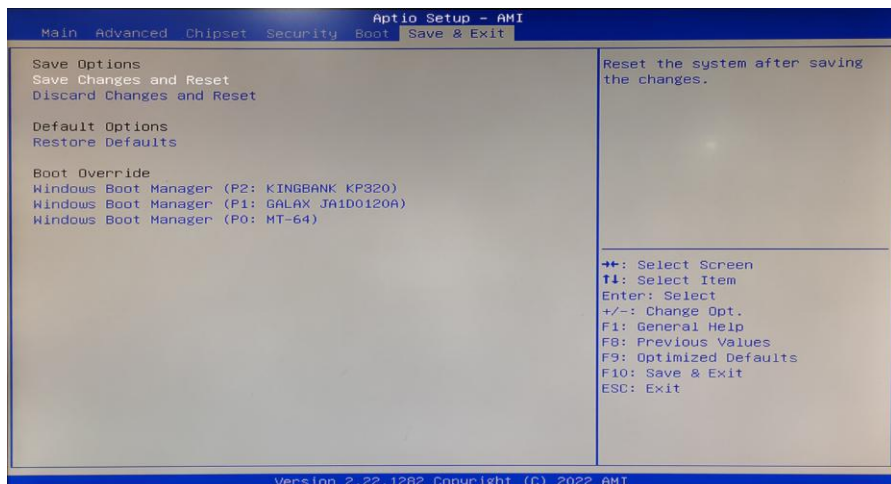 Aptio Setup - AMI
Main Advanced Chipset Security Boot Save & Exit
Save Options
Save Changes and Reset
Discard Changes and Reset
Default Options
Restore Defaults
Boot Override
Windows Boot Manager (P2: KINGBANK KP320)
Windows Boot Manager (P1: GALAX JA1D0120A)
Windows Boot Manager (P0: MT-64)
Reset the system after saving
the changes.
→←: Select Screen
↑↓: Select Item
Enter: Select
+/-: Change Opt.
F1: General Help
F8: Previous Values
F9: Optimized Defaults
F10: Save & Exit
ESC: Exit
Version 2.22.1282 Copyright (C) 2022 AMI